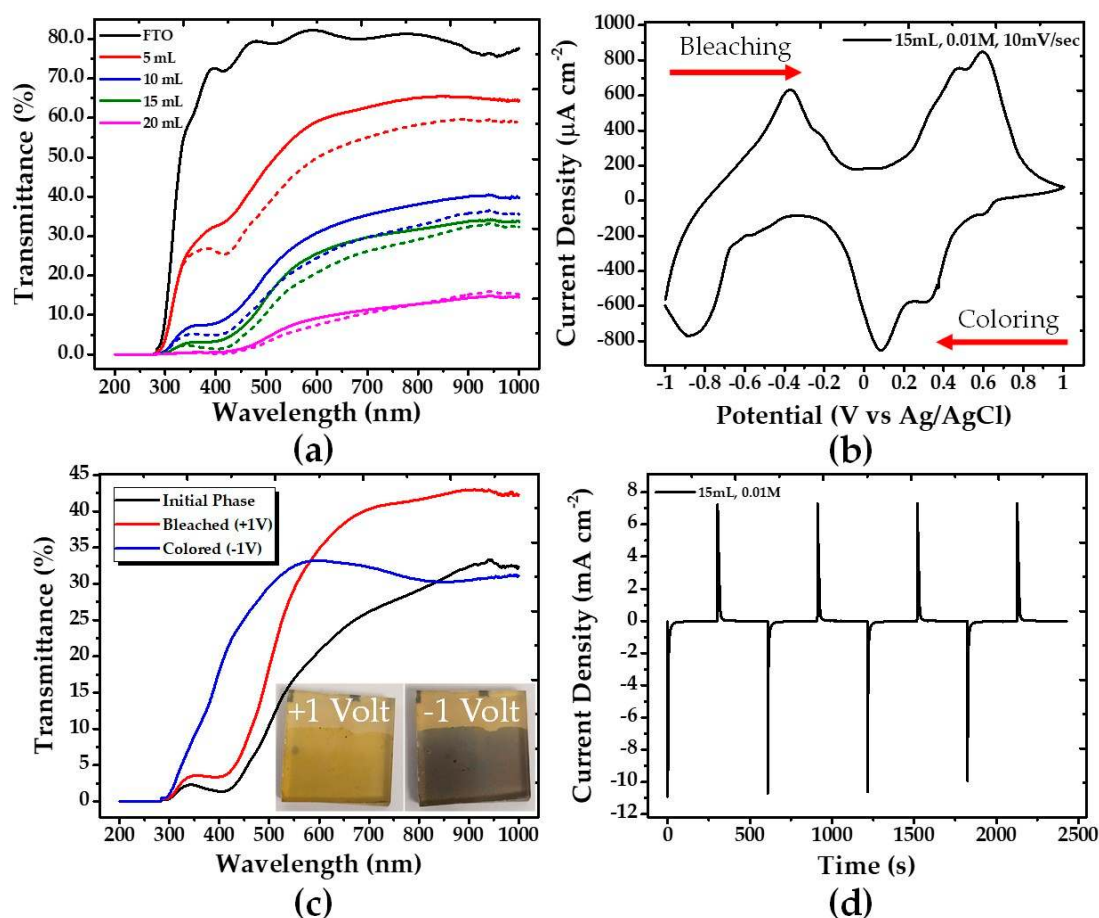 FTO
5 mL
10 mL
15 mL
20 mL
80.0
70.0
60.0
50.0
40.0
30.0
20.0
10.0
0.0
Transmittance (%)
200 300 400 500 600 700 800 900 1000
Wavelength (nm)
(a)
15mL, 0.01M, 10mV/sec
Bleaching
Coloring
1000
800
600
400
200
0
-200
-400
-600
-800
Current Density (μA cm⁻²)
-1 -0.8 -0.6 -0.4 -0.2 0 0.2 0.4 0.6 0.8 1
Potential (V vs Ag/AgCl)
(b)
Initial Phase
Bleached (+1V)
Colored (-1V)
45
40
35
30
25
20
15
10
5
0
Transmittance (%)
+1 Volt
-1 Volt
200 300 400 500 600 700 800 900 1000
Wavelength (nm)
(c)
15mL, 0.01M
8
6
4
2
0
-2
-4
-6
-8
-10
-12
Current Density (mA cm⁻²)
0 500 1000 1500 2000 2500
Time (s)
(d)